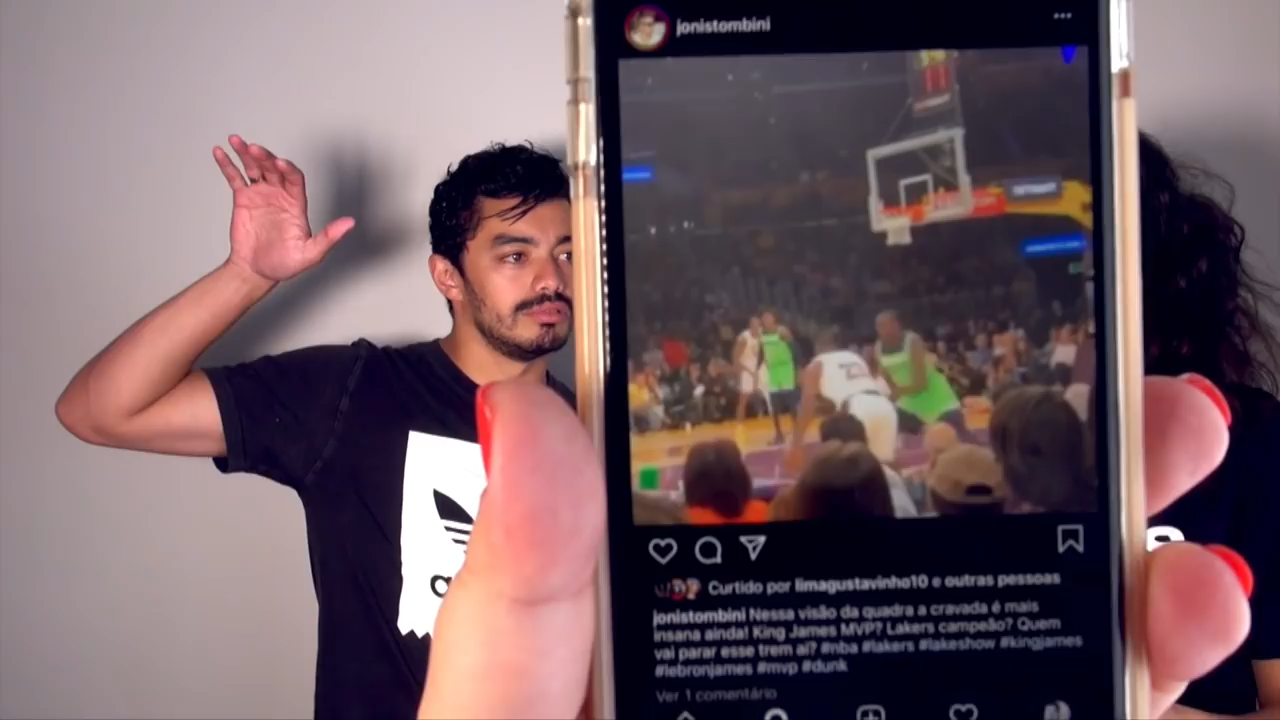 jonistombini
Curtido por limagustavinho10 e outras pessoas
jonistombini Nessa visão da quadra a cravada é mais
insana ainda! King James MVP? Lakers campeão? Quem
vai parar esse trem aí? #nba #lakers #lakeshow #kingjames
#lebronjames #mvp #dunk
Ver 1 comentário